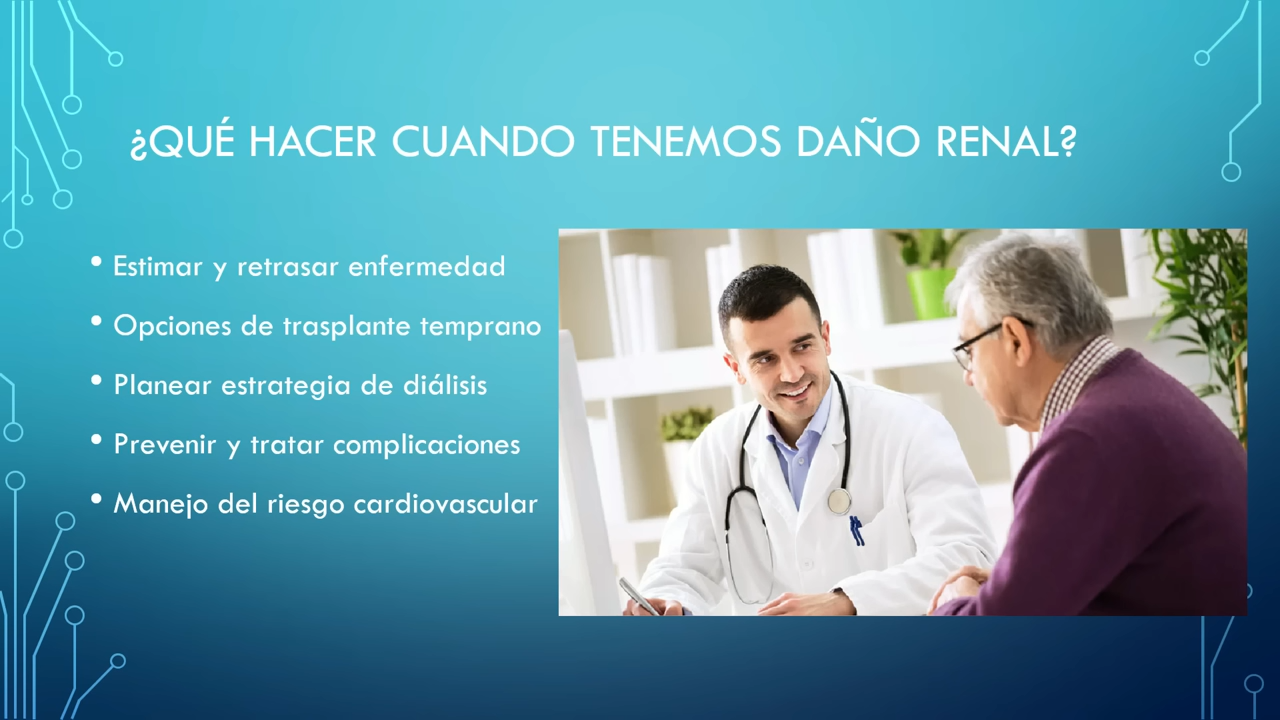 ¿QUÉ HACER CUANDO TENEMOS DAÑO RENAL?
• Estimar y retrasar enfermedad
• Opciones de trasplante temprano
• Planear estrategia de diálisis
• Prevenir y tratar complicaciones
• Manejo del riesgo cardiovascular